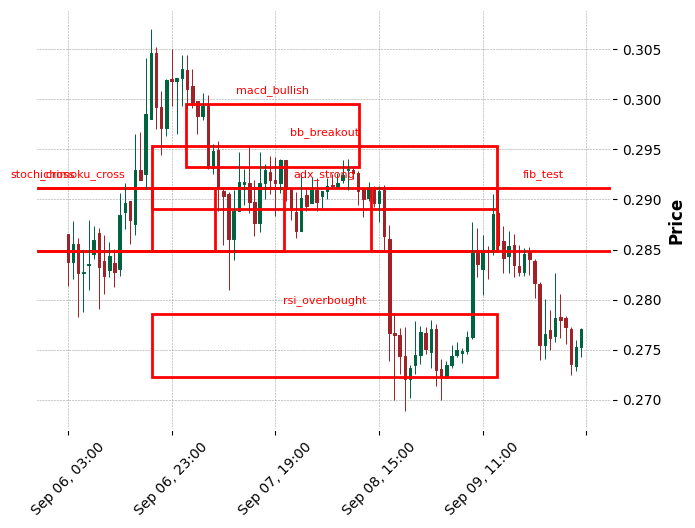 0.305
macd_bullish
0.300
bb_breakout
0.295
ichimoku_cross
adx_strong
fib_test
0.290
Price
0.285
rsi_overbought
0.280
0.275
0.270
Sep 06, 03:00
Sep 06, 23:00
Sep 07, 19:00
Sep 08, 15:00
Sep 09, 11:00